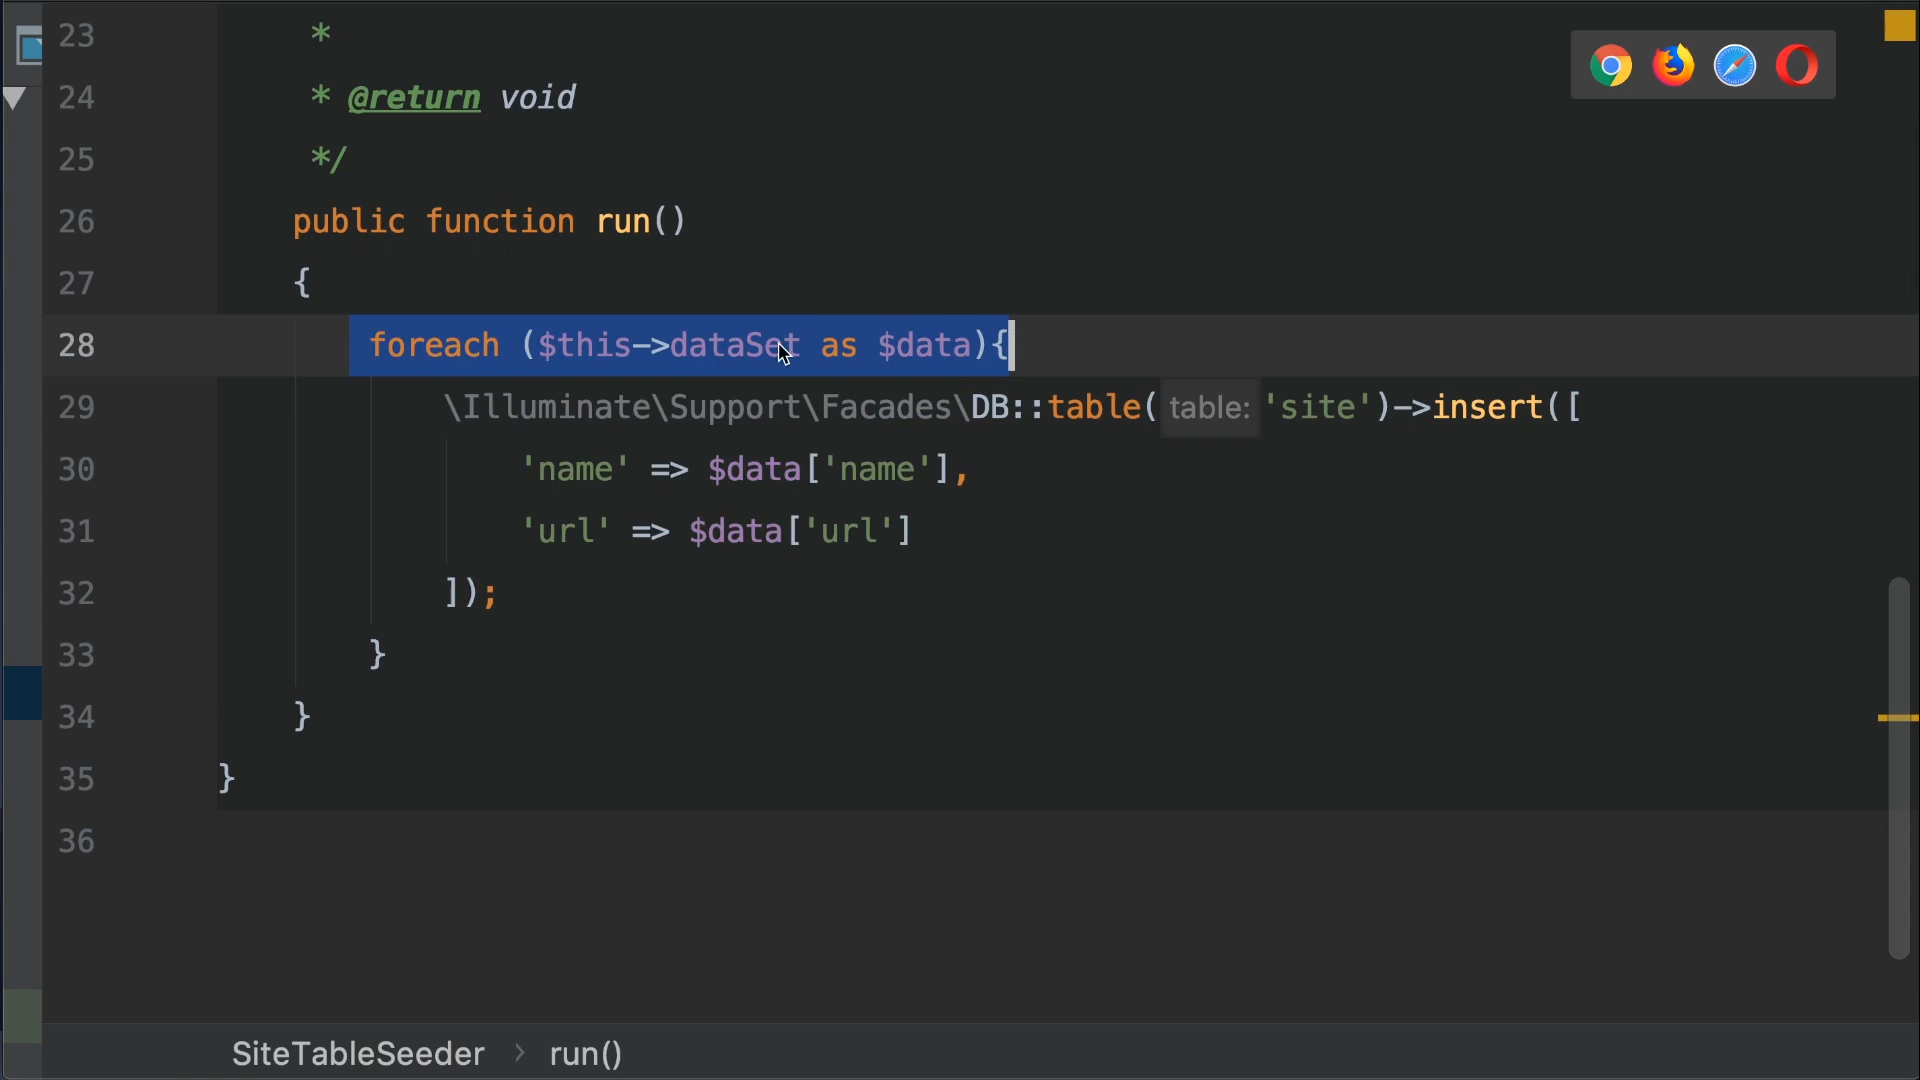 23 *
24 * @return void
25 */
26 public function run()
27 {
28 foreach ($this->dataSet as $data){
29 \Illuminate\Support\Facades\DB::table( table: 'site')->insert([
30 'name' => $data['name'],
31 'url' => $data['url']
32 ]);
33 }
34 }
35 }
36
SiteTableSeeder > run()